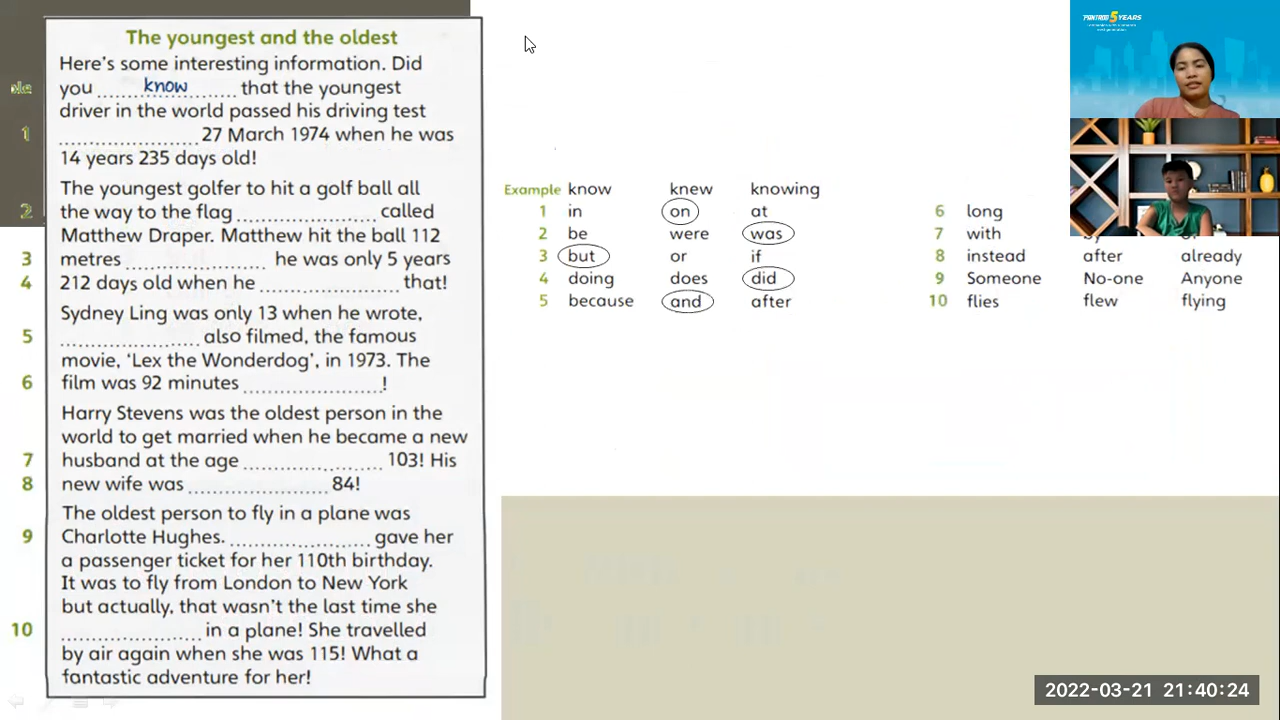 The youngest and the oldest
Here's some interesting information. Did
you know that the youngest
driver in the world passed his driving test
1 ........................ 27 March 1974 when he was
14 years 235 days old!
The youngest golfer to hit a golf ball all
2 the way to the flag ........................ called
Matthew Draper. Matthew hit the ball 112
3 metres ........................ he was only 5 years
4 212 days old when he ........................ that!
Sydney Ling was only 13 when he wrote,
5 ........................ also filmed, the famous
movie, 'Lex the Wonderdog', in 1973. The
6 film was 92 minutes ........................!
Harry Stevens was the oldest person in the
world to get married when he became a new
7 husband at the age ........................ 103! His
8 new wife was ........................ 84!
The oldest person to fly in a plane was
9 Charlotte Hughes. ........................ gave her
a passenger ticket for her 110th birthday.
It was to fly from London to New York
but actually, that wasn't the last time she
10 ........................ in a plane! She travelled
by air again when she was 115! What a
fantastic adventure for her!
Example know knew knowing
1 in on at
2 be were was
3 but or if
4 doing does did
5 because and after
6 long
7 with
8 instead after already
9 Someone No-one Anyone
10 flies flew flying
5 YEARS
2022-03-21 21:40:24